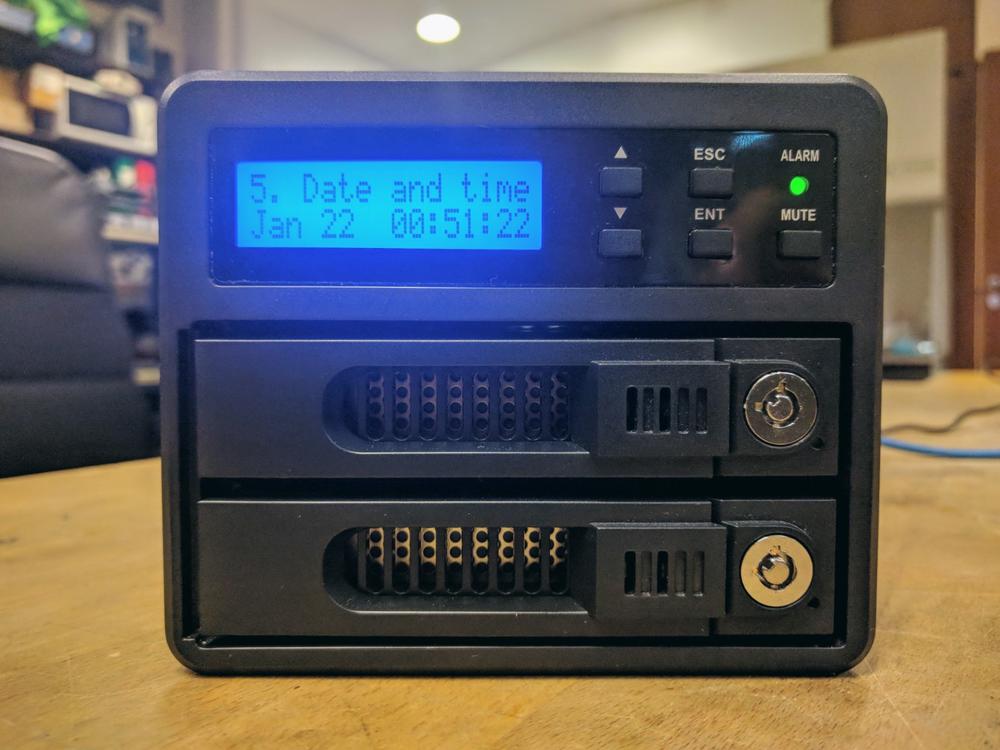 5. Date and time
Jan 22 00:51:22
▲ ESC ALARM
▼ ENT MUTE